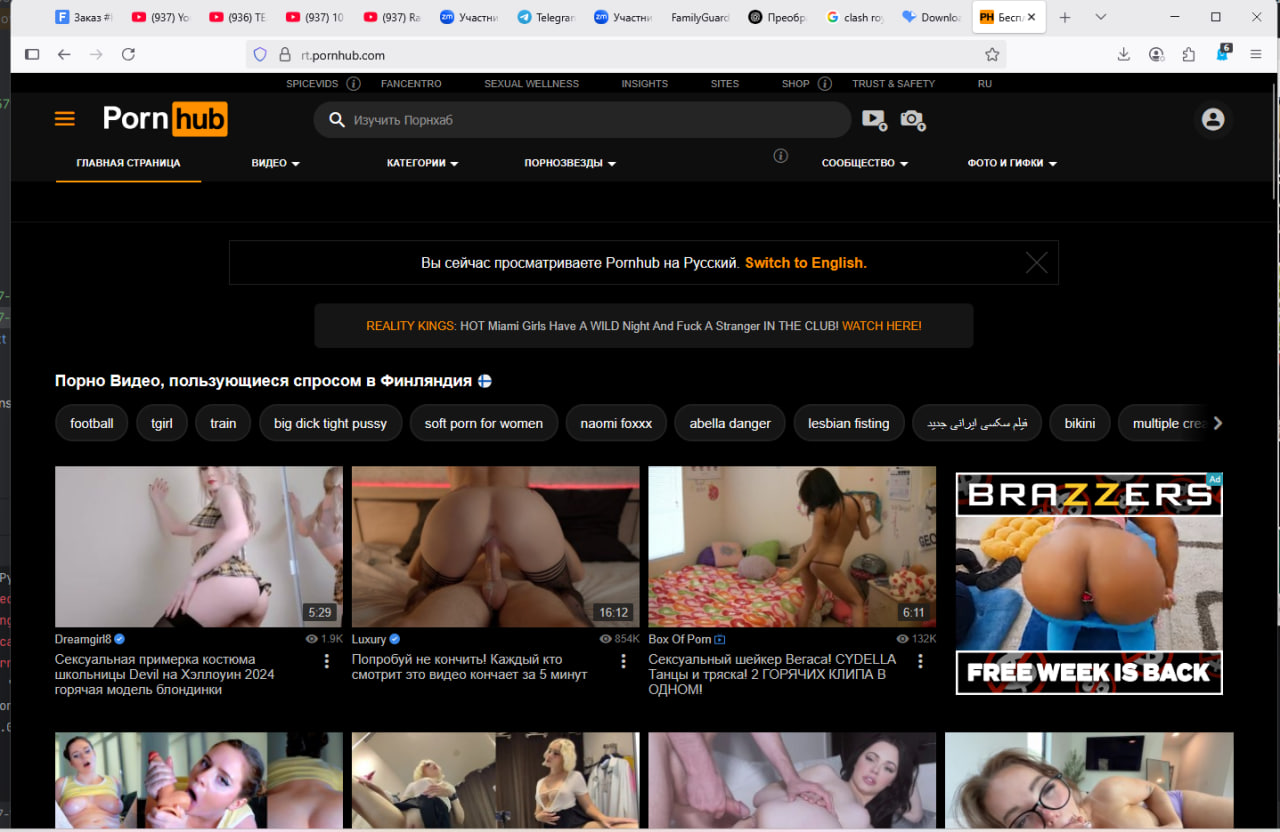 Заказ #
(937) Yo
(936) ТЕ
(937) 10
(937) Ra
Участни
Telegran
Участни
FamilyGuard
Преобр
clash roy
Downloa
Беспл
rt.pornhub.com
6
SPICEVIDS
FANCENTRO
SEXUAL WELLNESS
INSIGHTS
SITES
SHOP
TRUST & SAFETY
RU
Pornhub
Изучить Порнхаб
ГЛАВНАЯ СТРАНИЦА
ВИДЕО
КАТЕГОРИИ
ПОРНОЗВЕЗДЫ
СООБЩЕСТВО
ФОТО И ГИФКИ
Вы сейчас просматриваете Pornhub на Русский. Switch to English.
REALITY KINGS: HOT Miami Girls Have A WILD Night And Fuck A Stranger IN THE CLUB! WATCH HERE!
Порно Видео, пользующиеся спросом в Финляндия
football
tgirl
train
big dick tight pussy
soft porn for women
naomi foxxx
abella danger
lesbian fisting
فیلم سکسی ایرانی جدید
bikini
multiple crea
5:29
16:12
6:11
Ad
BRAZZERS
FREE WEEK IS BACK
Dreamgirl8
1.9K
Сексуальная примерка костюма
школьницы Devil на Хэллоуин 2024
горячая модель блондинки
Luxury
854K
Попробуй не кончить! Каждый кто
смотрит это видео кончает за 5 минут
Box Of Porn
132K
Сексуальный шейкер Вегаса! CYDELLA
Танцы и тряска! 2 ГОРЯЧИХ КЛИПА В
ОДНОМ!